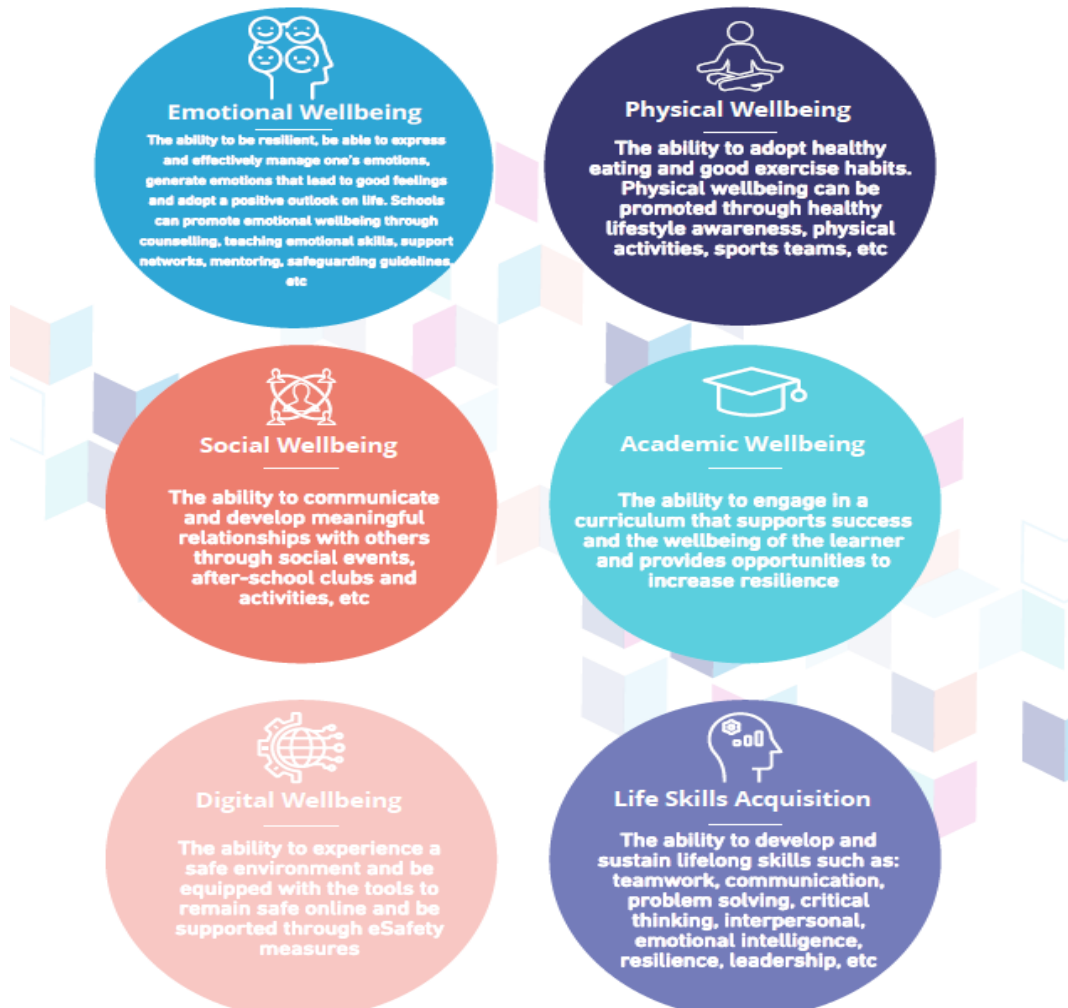 Emotional Wellbeing
The ability to be resilient, be able to express
and effectively manage one's emotions,
generate emotions that lead to good feelings
and adopt a positive outlook on life. Schools
can promote emotional wellbeing through
counselling, teaching emotional skills, support
networks, mentoring, safeguarding guidelines,
etc
Physical Wellbeing
The ability to adopt healthy
eating and good exercise habits.
Physical wellbeing can be
promoted through healthy
lifestyle awareness, physical
activities, sports teams, etc
Social Wellbeing
The ability to communicate
and develop meaningful
relationships with others
through social events,
after-school clubs and
activities, etc
Academic Wellbeing
The ability to engage in a
curriculum that supports success
and the wellbeing of the learner
and provides opportunities to
increase resilience
Digital Wellbeing
The ability to experience a
safe environment and be
equipped with the tools to
remain safe online and be
supported through eSafety
measures
Life Skills Acquisition
The ability to develop and
sustain lifelong skills such as:
teamwork, communication,
problem solving, critical
thinking, interpersonal,
emotional intelligence,
resilience, leadership, etc